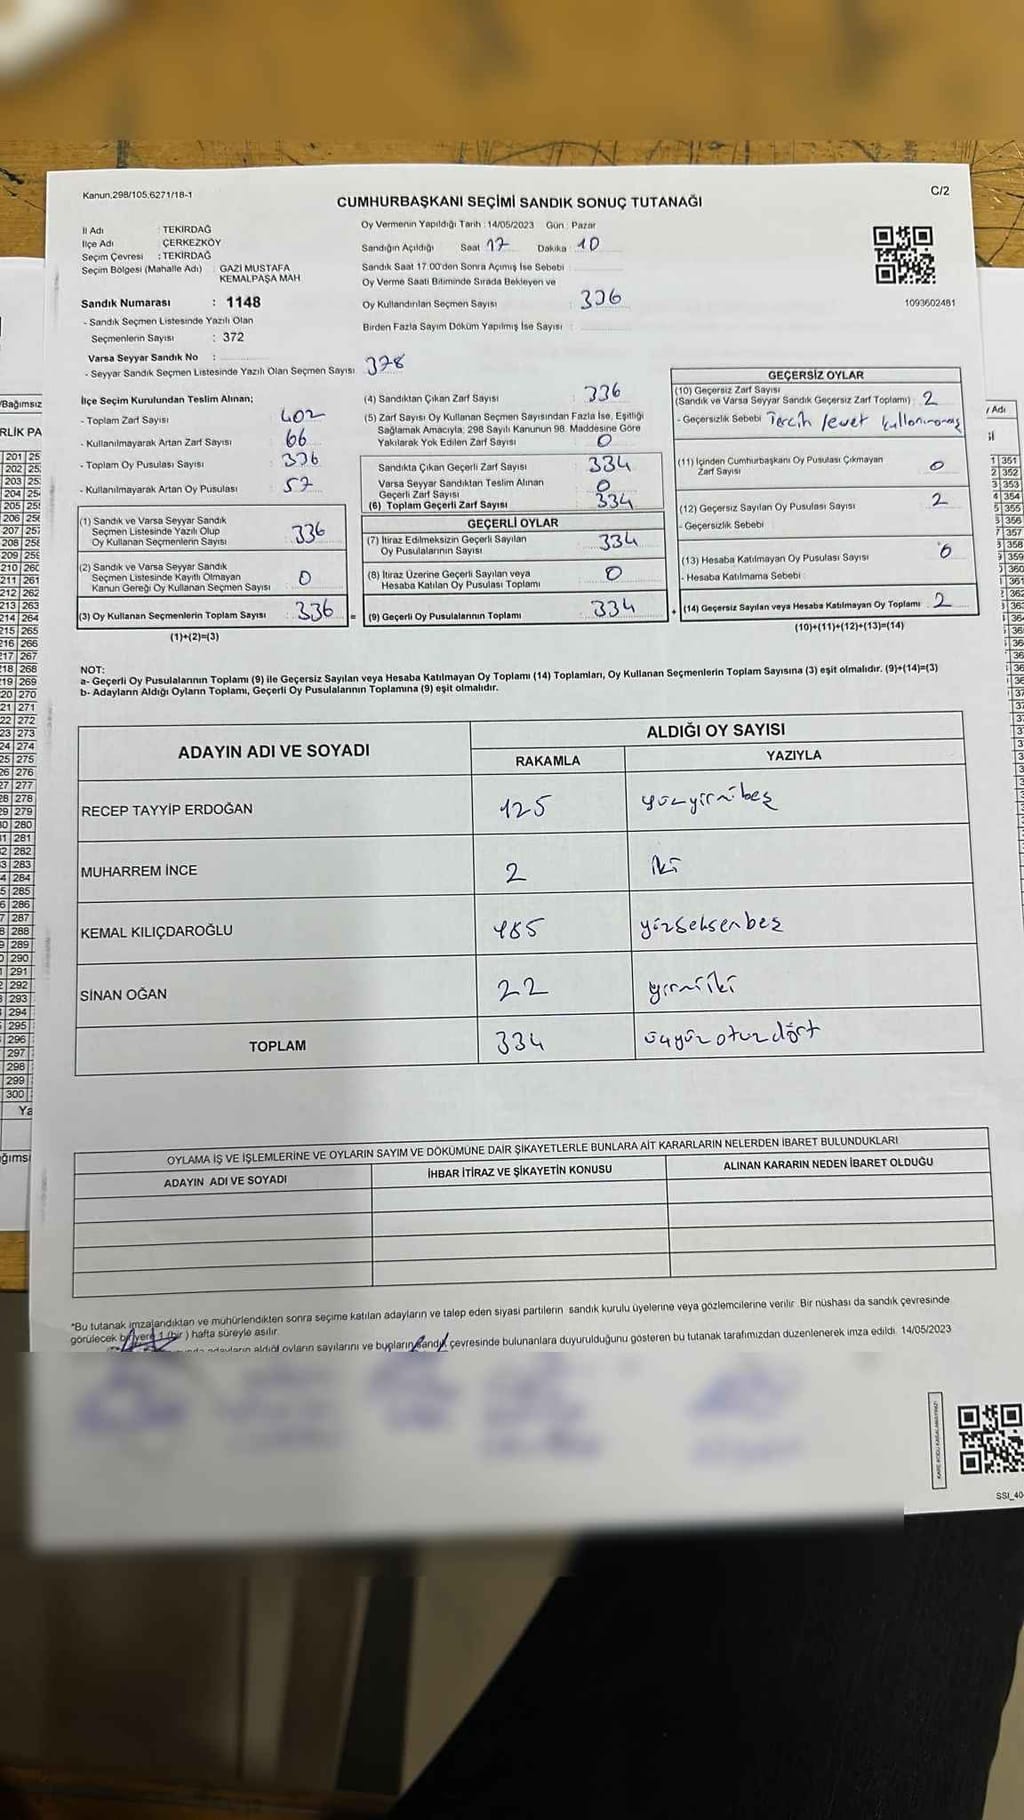 Kanun,298/105,6271/18-1
C/2
CUMHURBAŞKANI SEÇİMİ SANDIK SONUÇ TUTANAĞI
İl Adı : TEKİRDAĞ
İlçe Adı : ÇERKEZKÖY
Seçim Çevresi : TEKİRDAĞ
Seçim Bölgesi (Mahalle Adı) : GAZİ MUSTAFA
KEMALPAŞA MAH
Sandık Numarası : 1148
- Sandık Seçmen Listesinde Yazılı Olan
Seçmenlerin Sayısı : 372
Varsa Seyyar Sandık No :
- Seyyar Sandık Seçmen Listesinde Yazılı Olan Seçmen Sayısı 378
Oy Vermenin Yapıldığı Tarih : 14/05/2023 Gün : Pazar
Sandığın Açıldığı Saat 17 Dakika 10
Sandık Saat 17:00'den Sonra Açımış İse Sebebi
Oy Verme Saati Bitiminde Sırada Bekleyen ve
Oy Kullandırılan Seçmen Sayısı : 336
Birden Fazla Sayım Döküm Yapılmış İse Sayısı :
1093602481
İlçe Seçim Kurulundan Teslim Alınan;
- Toplam Zarf Sayısı : 402
- Kullanılmayarak Artan Zarf Sayısı : 66
- Toplam Oy Pusulası Sayısı : 336
- Kullanılmayarak Artan Oy Pusulası : 57
(1) Sandık ve Varsa Seyyar Sandık
Seçmen Listesinde Yazılı Olup
Oy Kullanan Seçmenlerin Sayısı : 336
(2) Sandık ve Varsa Seyyar Sandık
Seçmen Listesinde Kayıtlı Olmayan
Kanun Gereği Oy Kullanan Seçmen Sayısı : 0
(3) Oy Kullanan Seçmenlerin Toplam Sayısı : 336 =
(1)+(2)=(3)
(4) Sandıktan Çıkan Zarf Sayısı : 336
(5) Zarf Sayısı Oy Kullanan Seçmen Sayısından Fazla İse, Eşitliği
Sağlamak Amacıyla, 298 Sayılı Kanunun 98. Maddesine Göre
Yakılarak Yok Edilen Zarf Sayısı : 0
Sandıkta Çıkan Geçerli Zarf Sayısı : 334
Varsa Seyyar Sandıktan Teslim Alınan
Geçerli Zarf Sayısı : 0
(6) Toplam Geçerli Zarf Sayısı : 334
GEÇERLİ OYLAR
(7) İtiraz Edilmeksizin Geçerli Sayılan
Oy Pusulalarının Sayısı : 334
(8) İtiraz Üzerine Geçerli Sayılan veya
Hesaba Katılan Oy Pusulası Toplamı : 0
(9) Geçerli Oy Pusulalarının Toplamı : 334 +
GEÇERSİZ OYLAR
(10) Geçersiz Zarf Sayısı
(Sandık ve Varsa Seyyar Sandık Geçersiz Zarf Toplamı) : 2
- Geçersizlik Sebebi : Tercih
(11) İçinden Cumhurbaşkanı Oy Pusulası Çıkmayan
Zarf Sayısı : 0
(12) Geçersiz Sayılan Oy Pusulası Sayısı : 2
- Geçersizlik Sebebi :
(13) Hesaba Katılmayan Oy Pusulası Sayısı : 0
- Hesaba Katılmama Sebebi :
(14) Geçersiz Sayılan veya Hesaba Katılmayan Oy Toplamı : 2
(10)+(11)+(12)+(13)=(14)
NOT:
a- Geçerli Oy Pusulalarının Toplamı (9) ile Geçersiz Sayılan veya Hesaba Katılmayan Oy Toplamı (14) Toplamları, Oy Kullanan Seçmenlerin Toplam Sayısına (3) eşit olmalıdır. (9)+(14)=(3)
b- Adayların Aldığı Oyların Toplamı, Geçerli Oy Pusulalarının Toplamına (9) eşit olmalıdır.
ADAYIN ADI VE SOYADI
ALDIĞI OY SAYISI
RAKAMLA YAZIYLA
RECEP TAYYİP ERDOĞAN 125 yüzyirmibeş
MUHARREM İNCE 2 iki
KEMAL KILIÇDAROĞLU 185 yüzseksenbeş
SİNAN OĞAN 22 yirmiiki
TOPLAM 334 üçyüzotuzdört
OYLAMA İŞ VE İŞLEMLERİNE VE OYLARIN SAYIM VE DÖKÜMÜNE DAİR ŞİKAYETLERLE BUNLARA AİT KARARLARIN NELERDEN İBARET BULUNDUKLARI
ADAYIN ADI VE SOYADI İHBAR İTİRAZ VE ŞİKAYETİN KONUSU ALINAN KARARIN NEDEN İBARET OLDUĞU
*Bu tutanak imzalandıktan ve mühürlendikten sonra seçime katılan adayların ve talep eden siyasi partilerin sandık kurulu üyelerine veya gözlemcilerine verilir. Bir nüshası da sandık çevresinde
görülecek bir yere 1 (bir) hafta süreyle asılır.
adayların aldığı oyların sayılarını ve bunların sandık çevresinde bulunanlara duyurulduğunu gösteren bu tutanak tarafımızdan düzenlenerek imza edildi. 14/05/2023
SSI_40